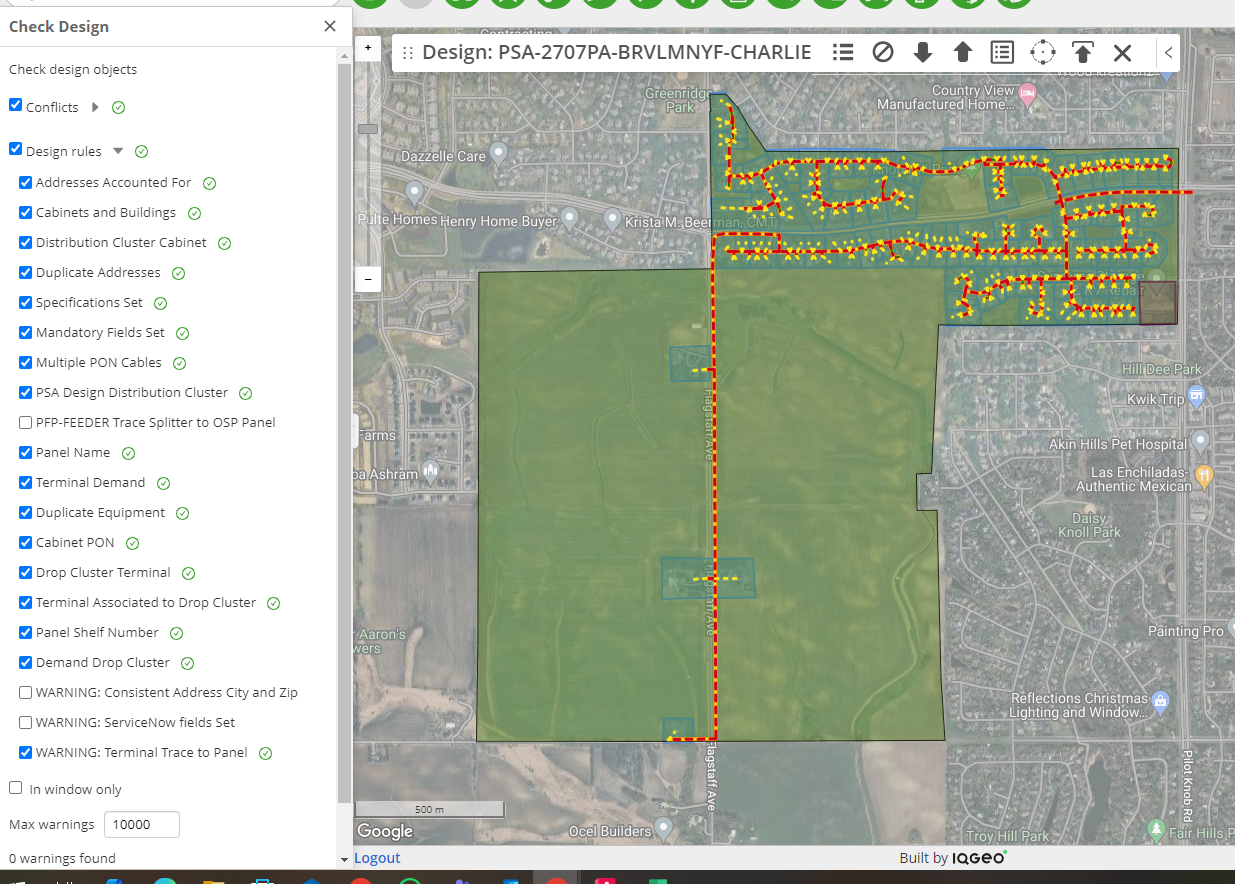 Check Design
Check design objects
Conflicts
Design rules
Addresses Accounted For
Cabinets and Buildings
Distribution Cluster Cabinet
Duplicate Addresses
Specifications Set
Mandatory Fields Set
Multiple PON Cables
PSA Design Distribution Cluster
PFP-FEEDER Trace Splitter to OSP Panel
Panel Name
Terminal Demand
Duplicate Equipment
Cabinet PON
Drop Cluster Terminal
Terminal Associated to Drop Cluster
Panel Shelf Number
Demand Drop Cluster
WARNING: Consistent Address City and Zip
WARNING: ServiceNow fields Set
WARNING: Terminal Trace to Panel
In window only
Max warnings 10000
0 warnings found
+
−
Design: PSA-2707PA-BRVLMNYF-CHARLIE
<
Contracting
Greenridge
Park
Country View
Manufactured Home...
Dazzelle Care
Pulte Homes
Henry Home Buyer
Krista M. Beerman, CMT
Hill Dee Park
Kwik Trip
Farms
Akin Hills Pet Hospital
ba Ashram
Las Enchiladas-
Authentic Mexican
Flagstaff Ave
Daisy
Knoll Park
Flagstaff Ave
r Aaron's
wers
Painting Pro
Reflections Christmas
Lighting and Window...
Flagstaff Ave
Pilot Knob Rd
500 m
Google
Ocel Builders
Troy Hill Park
Fair Hills P
Logout
Built by IQGEO